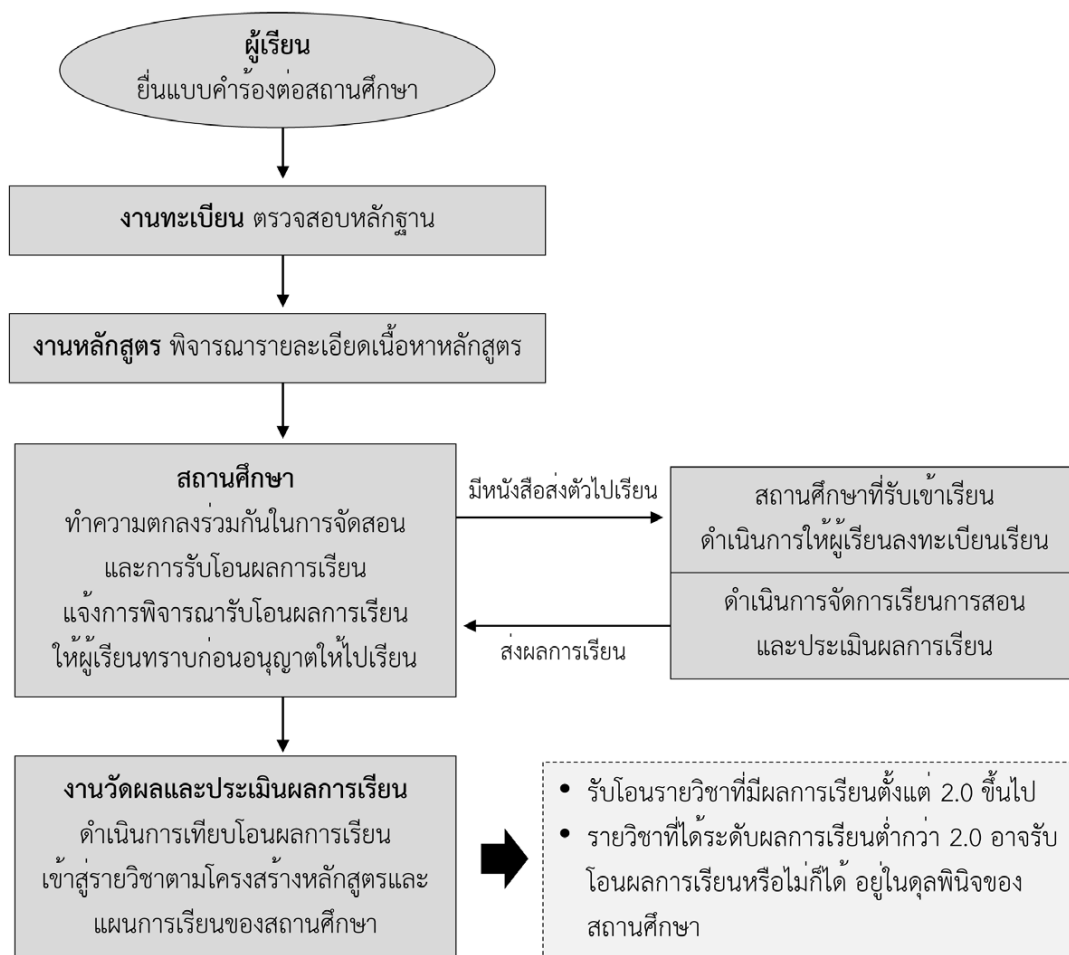 ผู้เรียน
ยื่นแบบคำร้องต่อสถานศึกษา
งานทะเบียน ตรวจสอบหลักฐาน
งานหลักสูตร พิจารณารายละเอียดเนื้อหาหลักสูตร
สถานศึกษา
ทำความตกลงร่วมกันในการจัดสอน
และการรับโอนผลการเรียน
แจ้งการพิจารณารับโอนผลการเรียน
ให้ผู้เรียนทราบก่อนอนุญาตให้ไปเรียน
มีหนังสือส่งตัวไปเรียน
สถานศึกษาที่รับเข้าเรียน
ดำเนินการให้ผู้เรียนลงทะเบียนเรียน
ดำเนินการจัดการเรียนการสอน
และประเมินผลการเรียน
ส่งผลการเรียน
งานวัดผลและประเมินผลการเรียน
ดำเนินการเทียบโอนผลการเรียน
เข้าสู่รายวิชาตามโครงสร้างหลักสูตรและ
แผนการเรียนของสถานศึกษา
• รับโอนรายวิชาที่มีผลการเรียนตั้งแต่ 2.0 ขึ้นไป
• รายวิชาที่ได้ระดับผลการเรียนต่ำกว่า 2.0 อาจรับ
โอนผลการเรียนหรือไม่ก็ได้ อยู่ในดุลพินิจของ
สถานศึกษา